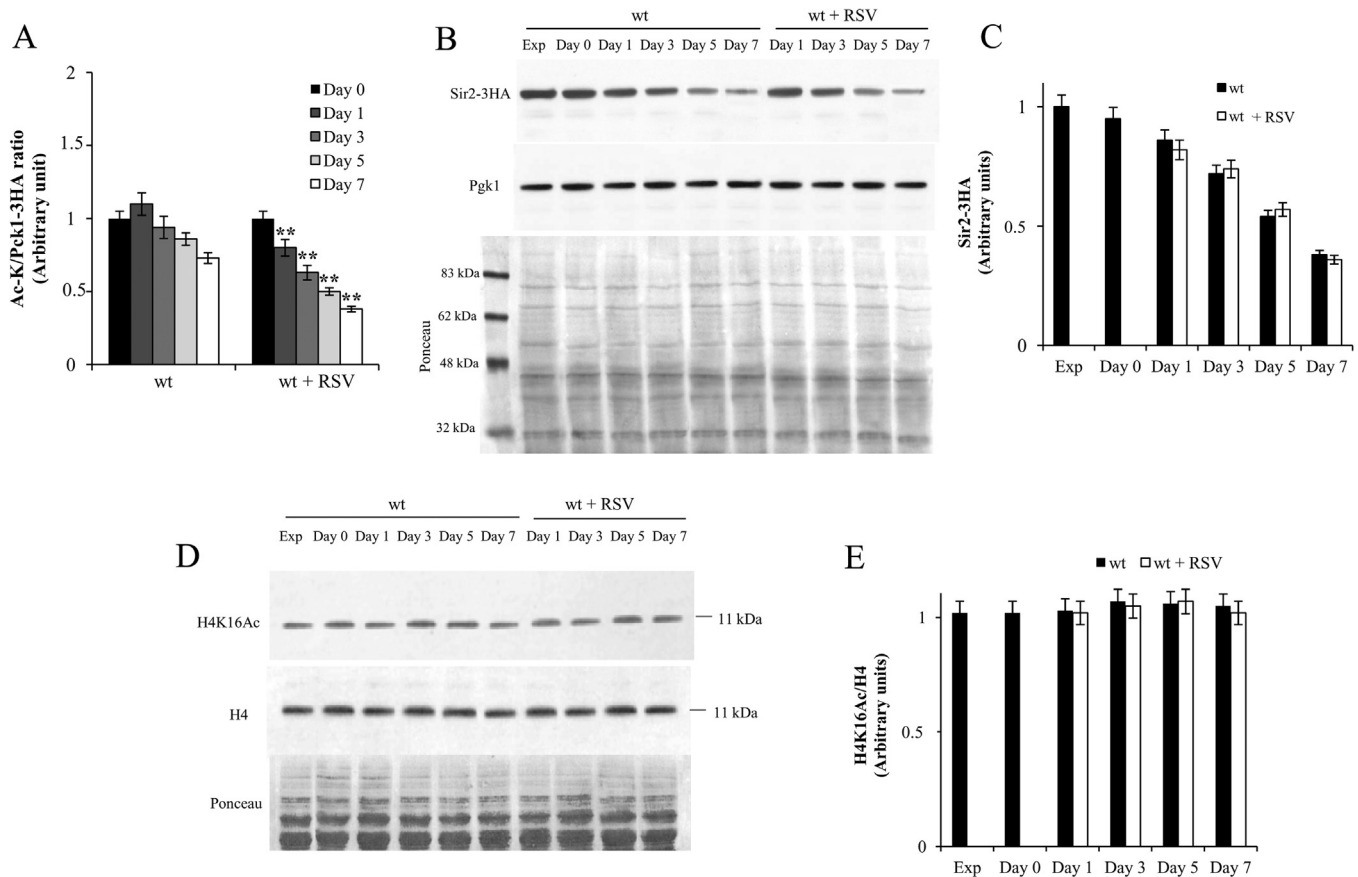 A
Ac-K/Pck1-3HA ratio
(Arbitrary unit)
2
1.5
1
0.5
0
Day 0
Day 1
Day 3
Day 5
Day 7
** ** ** **
wt
wt + RSV
B
wt
wt + RSV
Exp Day 0 Day 1 Day 3 Day 5 Day 7 Day 1 Day 3 Day 5 Day 7
Sir2-3HA
Pgk1
Ponceau
83 kDa
62 kDa
48 kDa
32 kDa
C
Sir2-3HA
(Arbitrary units)
1
0.5
0
wt
wt + RSV
Exp Day 0 Day 1 Day 3 Day 5 Day 7
D
wt
wt + RSV
Exp Day 0 Day 1 Day 3 Day 5 Day 7 Day 1 Day 3 Day 5 Day 7
H4K16Ac
11 kDa
H4
11 kDa
Ponceau
E
H4K16Ac/H4
(Arbitrary units)
1
0.5
0
wt
wt + RSV
Exp Day 0 Day 1 Day 3 Day 5 Day 7